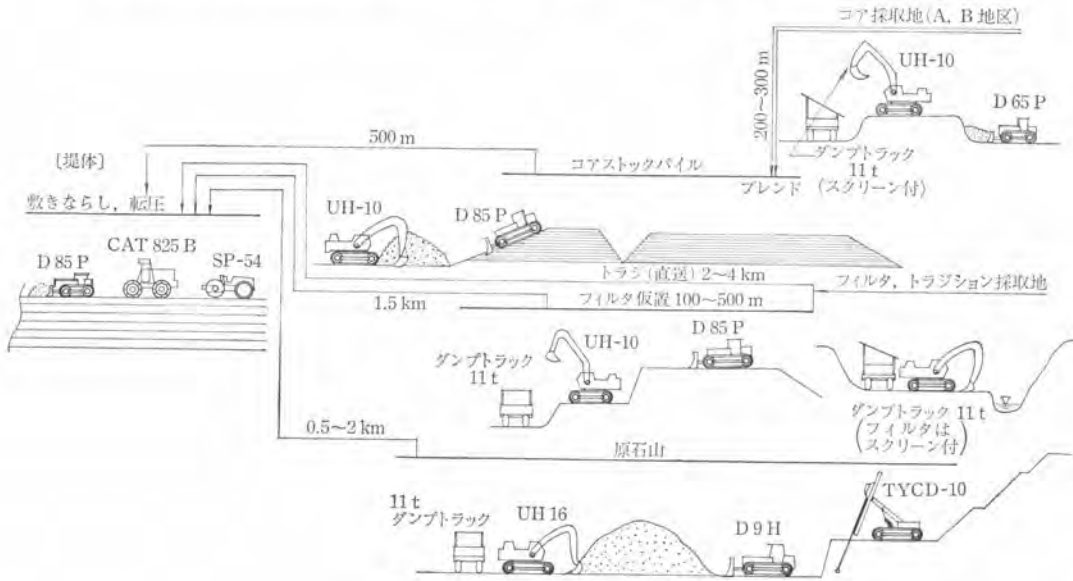 コア採取地(A, B 地区)
UH-10
200～300 m
D 65 P
500 m
〔堤体〕
コアストックパイル
ダンプトラック
11 t
ブレンド (スクリーン付)
敷きならし, 転圧
UH-10
D 85 P
CAT 825 B
D 85 P
SP-54
トラジ(直送) 2～4 km
フィルタ, トラジション採取地
1.5 km
フィルタ仮置 100～500 m
D 85 P
UH-10
ダンプトラック
11 t
ダンプトラック 11 t
(フィルタは
スクリーン付)
0.5～2 km
原石山
TYCD-10
11 t
ダンプトラック
UH 16
D 9 H